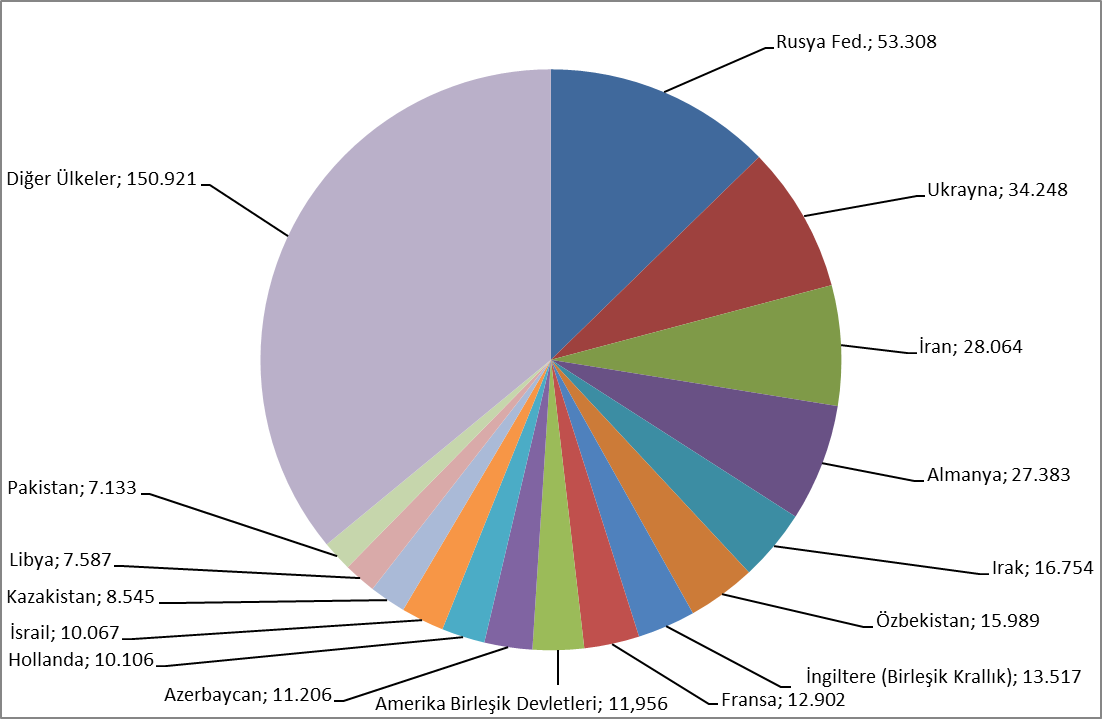 Rusya Fed.; 53.308
Ukrayna; 34.248
İran; 28.064
Almanya; 27.383
Irak; 16.754
Özbekistan; 15.989
İngiltere (Birleşik Krallık); 13.517
Fransa; 12.902
Amerika Birleşik Devletleri; 11,956
Azerbaycan; 11.206
Hollanda; 10.106
İsrail; 10.067
Kazakistan; 8.545
Libya; 7.587
Pakistan; 7.133
Diğer Ülkeler; 150.921